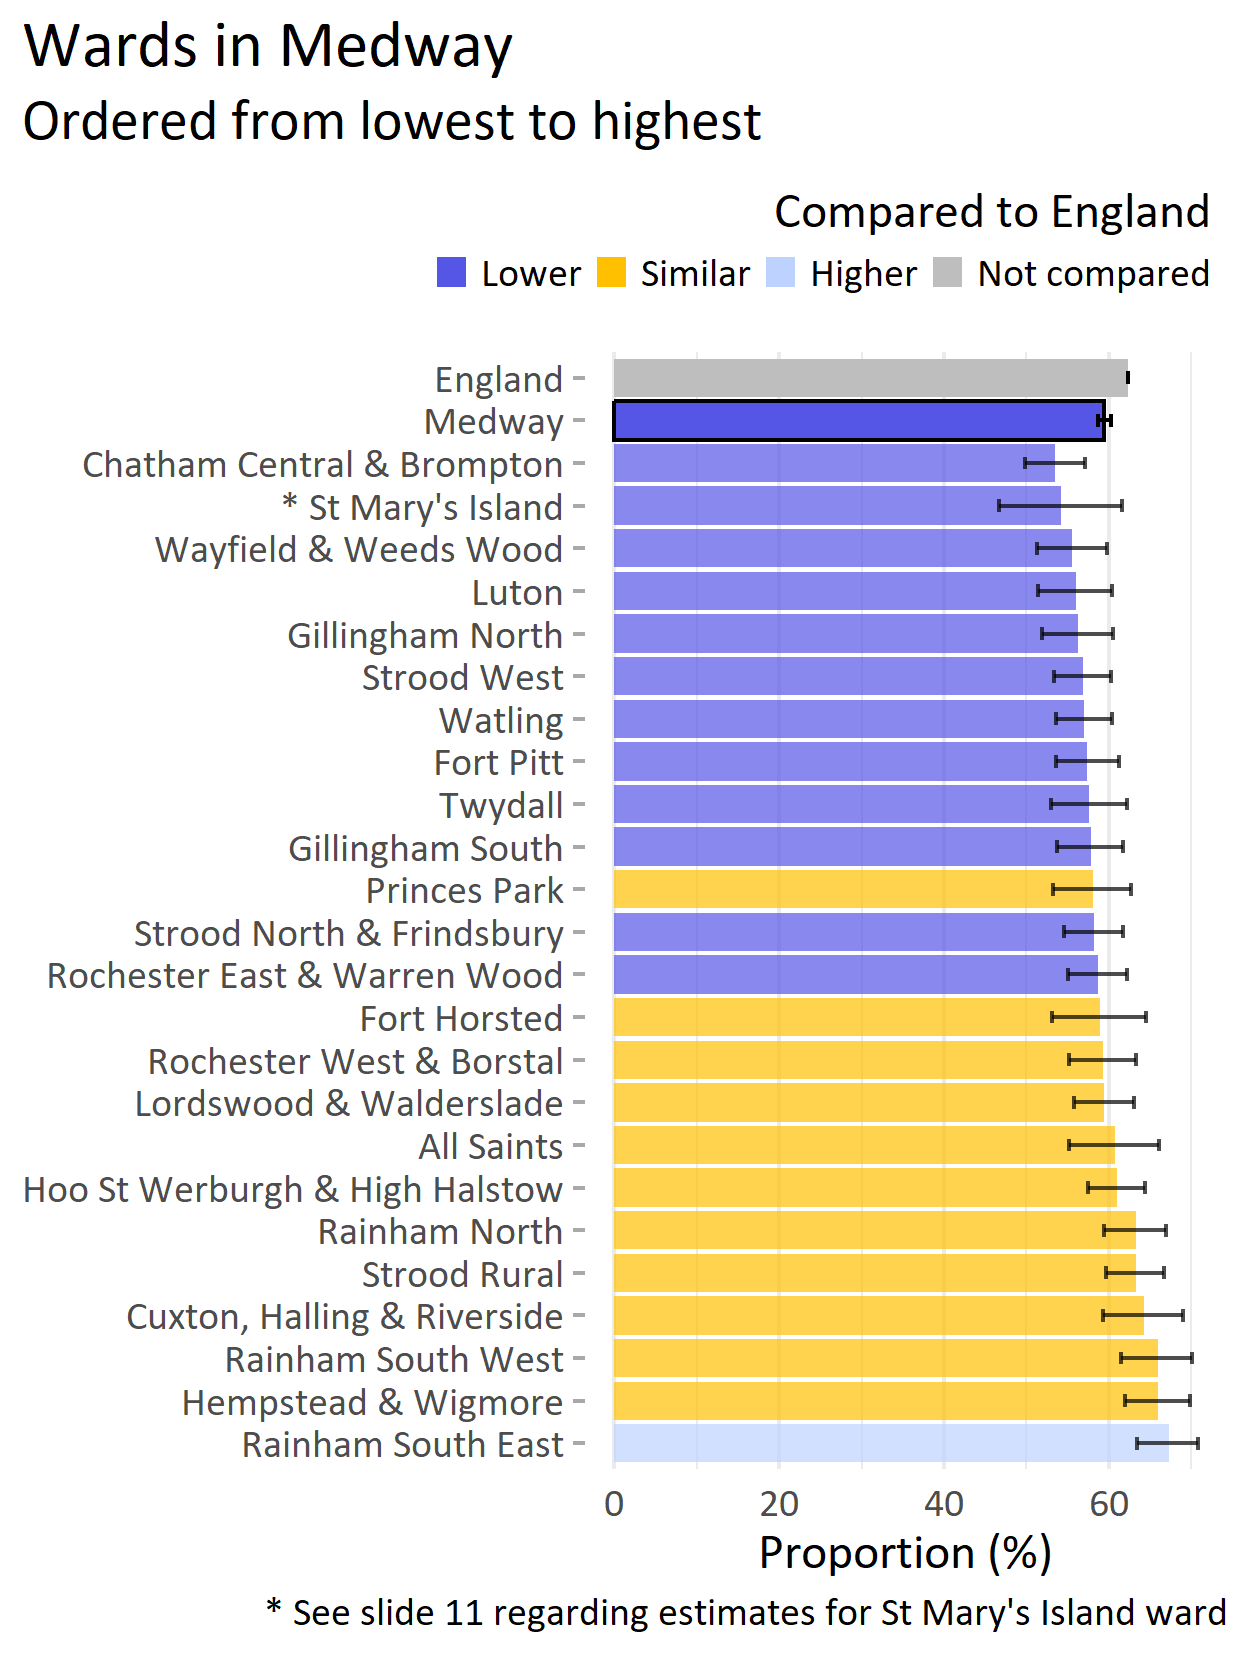 Wards in Medway
Ordered from lowest to highest
Compared to England
Lower Similar Higher Not compared
England
Medway
Chatham Central & Brompton
* St Mary's Island
Wayfield & Weeds Wood
Luton
Gillingham North
Strood West
Watling
Fort Pitt
Twydall
Gillingham South
Princes Park
Strood North & Frindsbury
Rochester East & Warren Wood
Fort Horsted
Rochester West & Borstal
Lordswood & Walderslade
All Saints
Hoo St Werburgh & High Halstow
Rainham North
Strood Rural
Cuxton, Halling & Riverside
Rainham South West
Hempstead & Wigmore
Rainham South East
0 20 40 60
Proportion (%)
* See slide 11 regarding estimates for St Mary's Island ward